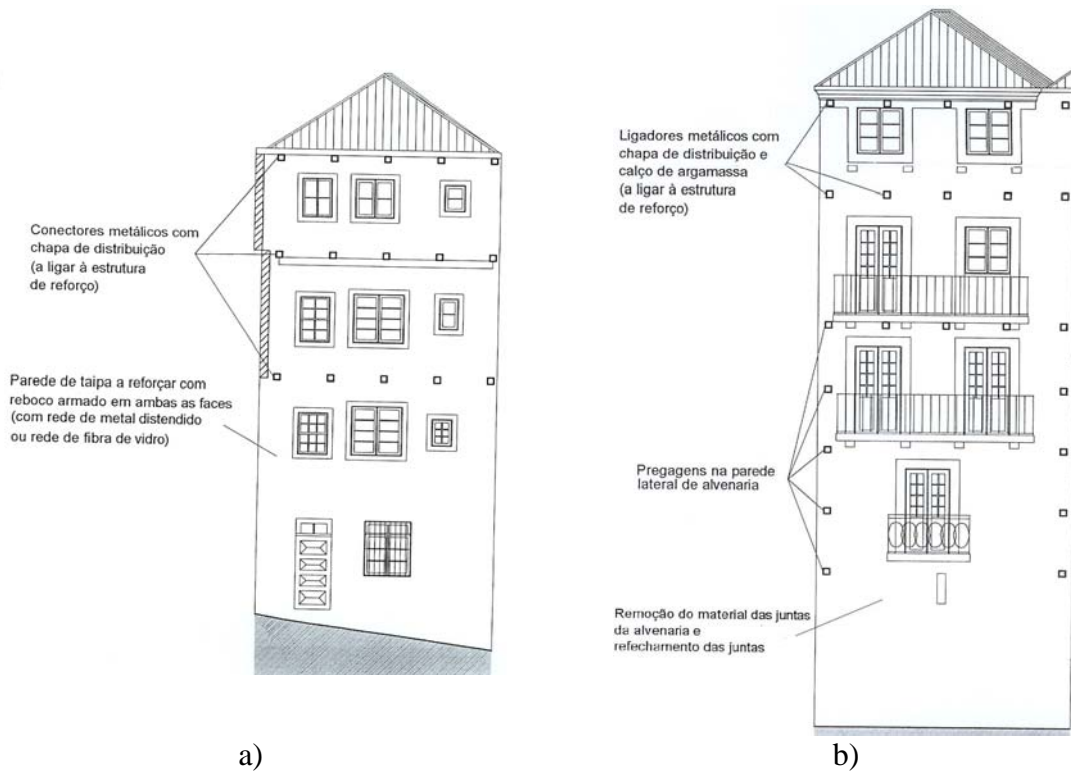 Conectores metálicos com
chapa de distribuição
(a ligar à estrutura
de reforço)
Parede de taipa a reforçar com
reboco armado em ambas as faces
(com rede de metal distendido
ou rede de fibra de vidro)
a)
Ligadores metálicos com
chapa de distribuição e
calço de argamassa
(a ligar à estrutura
de reforço)
Pregagens na parede
lateral de alvenaria
Remoção do material das juntas
da alvenaria e
refechamento das juntas
b)